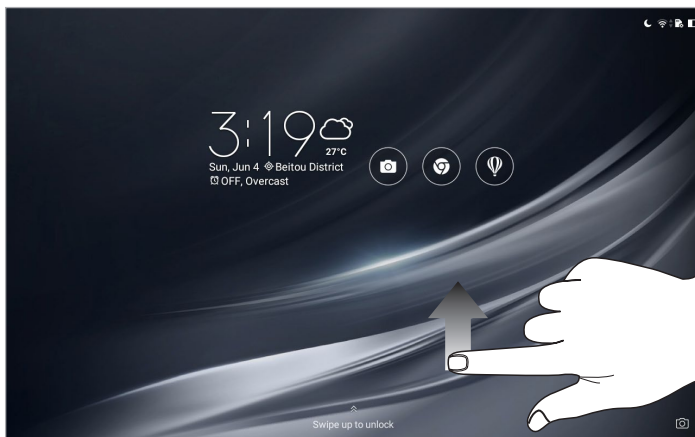 3:19
27°C
Sun, Jun 4 Beitou District
OFF, Overcast
Swipe up to unlock